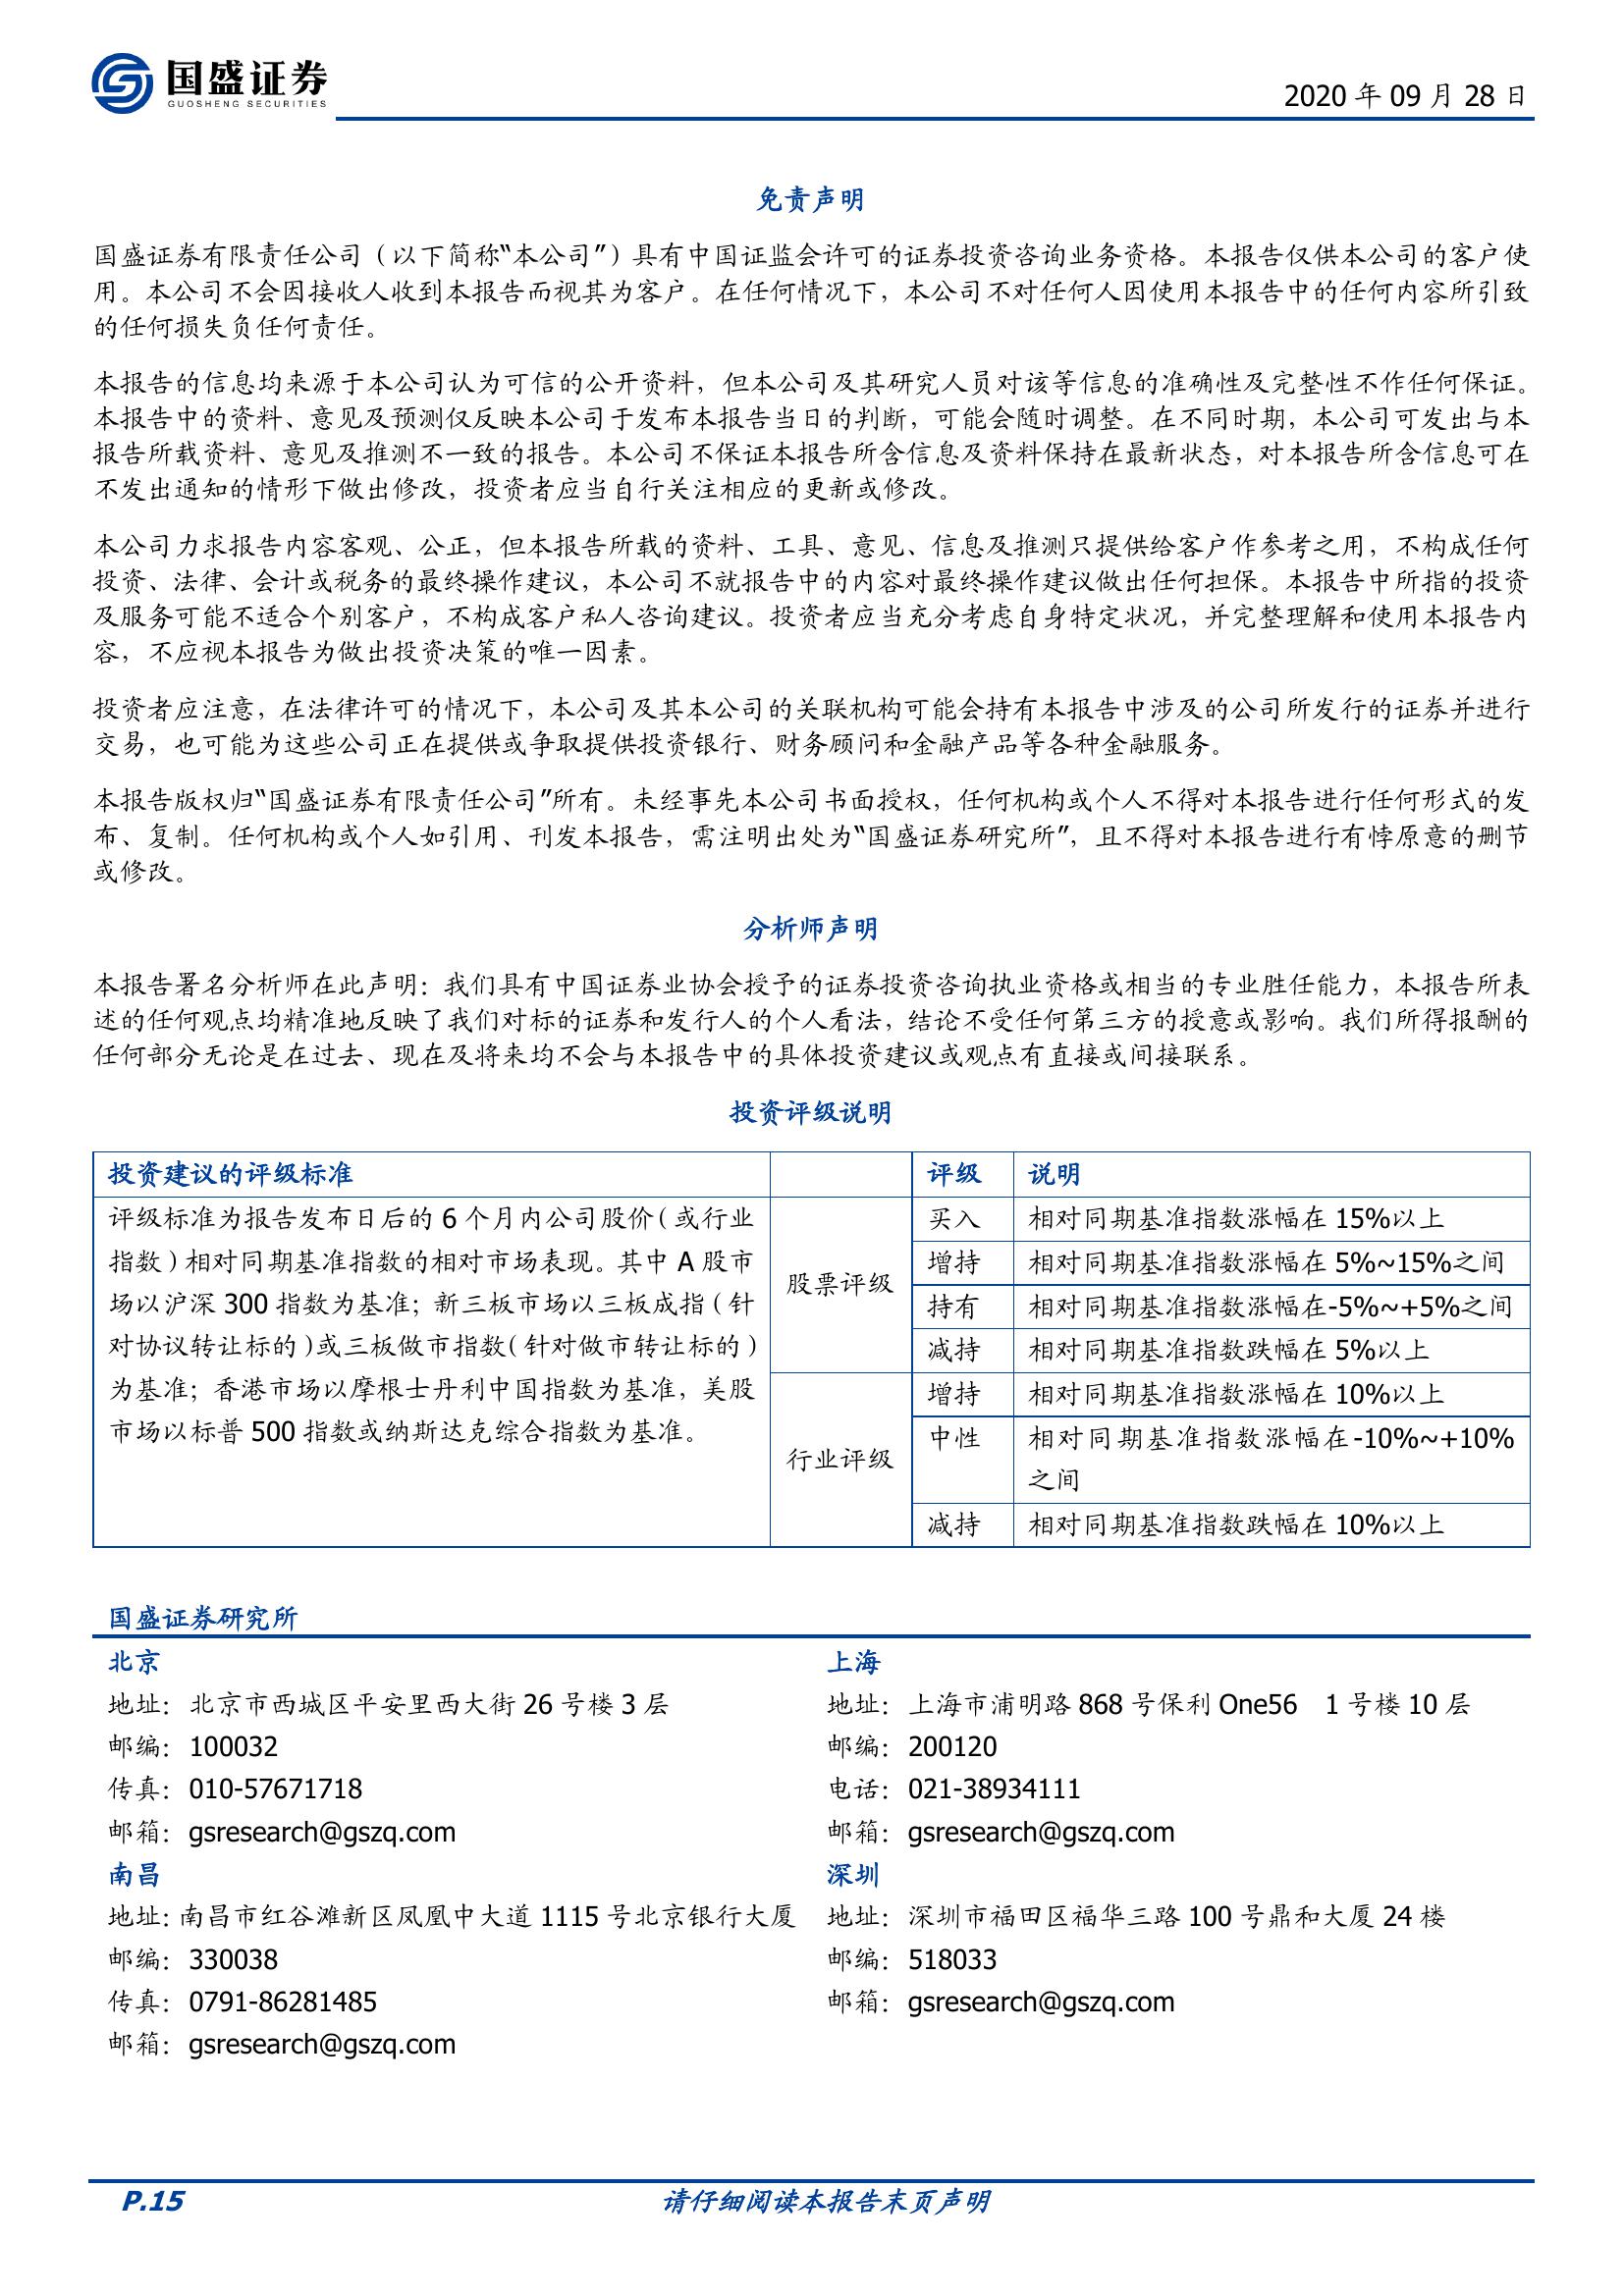 国盛证券
GUOSHENG SECURITIES
2020 年 09 月 28 日
免责声明
国盛证券有限责任公司（以下简称“本公司”）具有中国证监会许可的证券投资咨询业务资格。本报告仅供本公司的客户使
用。本公司不会因接收人收到本报告而视其为客户。在任何情况下，本公司不对任何人因使用本报告中的任何内容所引致
的任何损失负任何责任。
本报告的信息均来源于本公司认为可信的公开资料，但本公司及其研究人员对该等信息的准确性及完整性不作任何保证。
本报告中的资料、意见及预测仅反映本公司于发布本报告当日的判断，可能会随时调整。在不同时期，本公司可发出与本
报告所载资料、意见及推测不一致的报告。本公司不保证本报告所含信息及资料保持在最新状态，对本报告所含信息可在
不发出通知的情形下做出修改，投资者应当自行关注相应的更新或修改。
本公司力求报告内容客观、公正，但本报告所载的资料、工具、意见、信息及推测只提供给客户作参考之用，不构成任何
投资、法律、会计或税务的最终操作建议，本公司不就报告中的内容对最终操作建议做出任何担保。本报告中所指的投资
及服务可能不适合个别客户，不构成客户私人咨询建议。投资者应当充分考虑自身特定状况，并完整理解和使用本报告内
容，不应视本报告为做出投资决策的唯一因素。
投资者应注意，在法律许可的情况下，本公司及其本公司的关联机构可能会持有本报告中涉及的公司所发行的证券并进行
交易，也可能为这些公司正在提供或争取提供投资银行、财务顾问和金融产品等各种金融服务。
本报告版权归“国盛证券有限责任公司”所有。未经事先本公司书面授权，任何机构或个人不得对本报告进行任何形式的发
布、复制。任何机构或个人如引用、刊发本报告，需注明出处为“国盛证券研究所”，且不得对本报告进行有悖原意的删节
或修改。
分析师声明
本报告署名分析师在此声明：我们具有中国证券业协会授予的证券投资咨询执业资格或相当的专业胜任能力，本报告所表
述的任何观点均精准地反映了我们对标的证券和发行人的个人看法，结论不受任何第三方的授意或影响。我们所得报酬的
任何部分无论是在过去、现在及将来均不会与本报告中的具体投资建议或观点有直接或间接联系。
投资评级说明
投资建议的评级标准 评级 说明
评级标准为报告发布日后的 6 个月内公司股价（或行业
指数）相对同期基准指数的相对市场表现。其中 A 股市
场以沪深 300 指数为基准；新三板市场以三板成指（针
对协议转让标的）或三板做市指数（针对做市转让标的）
为基准；香港市场以摩根士丹利中国指数为基准，美股
市场以标普 500 指数或纳斯达克综合指数为基准。
股票评级
买入 相对同期基准指数涨幅在 15%以上
增持 相对同期基准指数涨幅在 5%~15%之间
持有 相对同期基准指数涨幅在-5%~+5%之间
减持 相对同期基准指数跌幅在 5%以上
行业评级
增持 相对同期基准指数涨幅在 10%以上
中性 相对同期基准指数涨幅在-10%~+10%
之间
减持 相对同期基准指数跌幅在 10%以上
国盛证券研究所
北京
地址：北京市西城区平安里西大街 26 号楼 3 层
邮编：100032
传真：010-57671718
邮箱：gsresearch@gszq.com
上海
地址：上海市浦明路 868 号保利 One56 1 号楼 10 层
邮编：200120
电话：021-38934111
邮箱：gsresearch@gszq.com
南昌
地址：南昌市红谷滩新区凤凰中大道 1115 号北京银行大厦
邮编：330038
传真：0791-86281485
邮箱：gsresearch@gszq.com
深圳
地址：深圳市福田区福华三路 100 号鼎和大厦 24 楼
邮编：518033
邮箱：gsresearch@gszq.com
P.15
请仔细阅读本报告末页声明